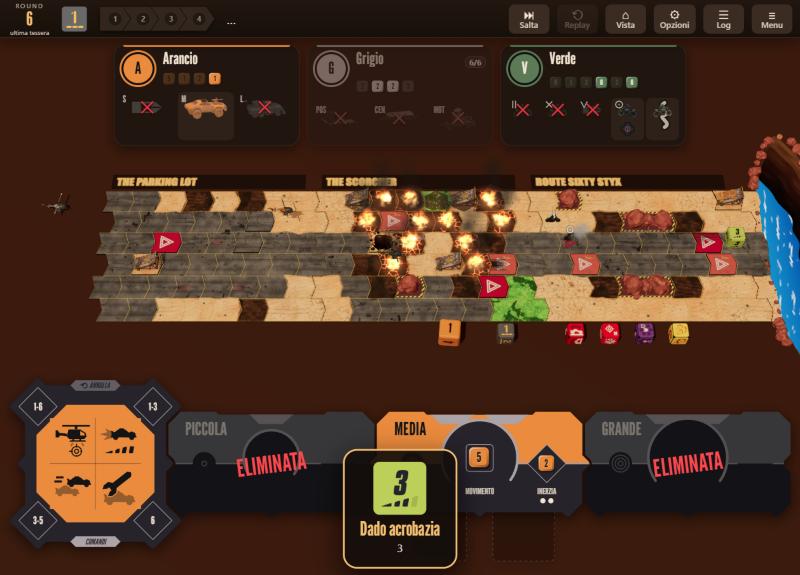 ROUND
6
ultima tessera
1
1 2 3 4 ...
Salta
Replay
Vista
Opzioni
Log
Menu
A
Arancio
1
S M L
G
Grigio
6/6
POS CEN MOT
V
Verde
THE PARKING LOT
THE SCORCHER
ROUTE SIXTY STYX
3
1
1
ANNULLA
1-6
1-3
3-5
6
COMANDI
PICCOLA
ELIMINATA
MEDIA
5
MOVIMENTO
2
INERZIA
GRANDE
ELIMINATA
3
Dado acrobazia
3